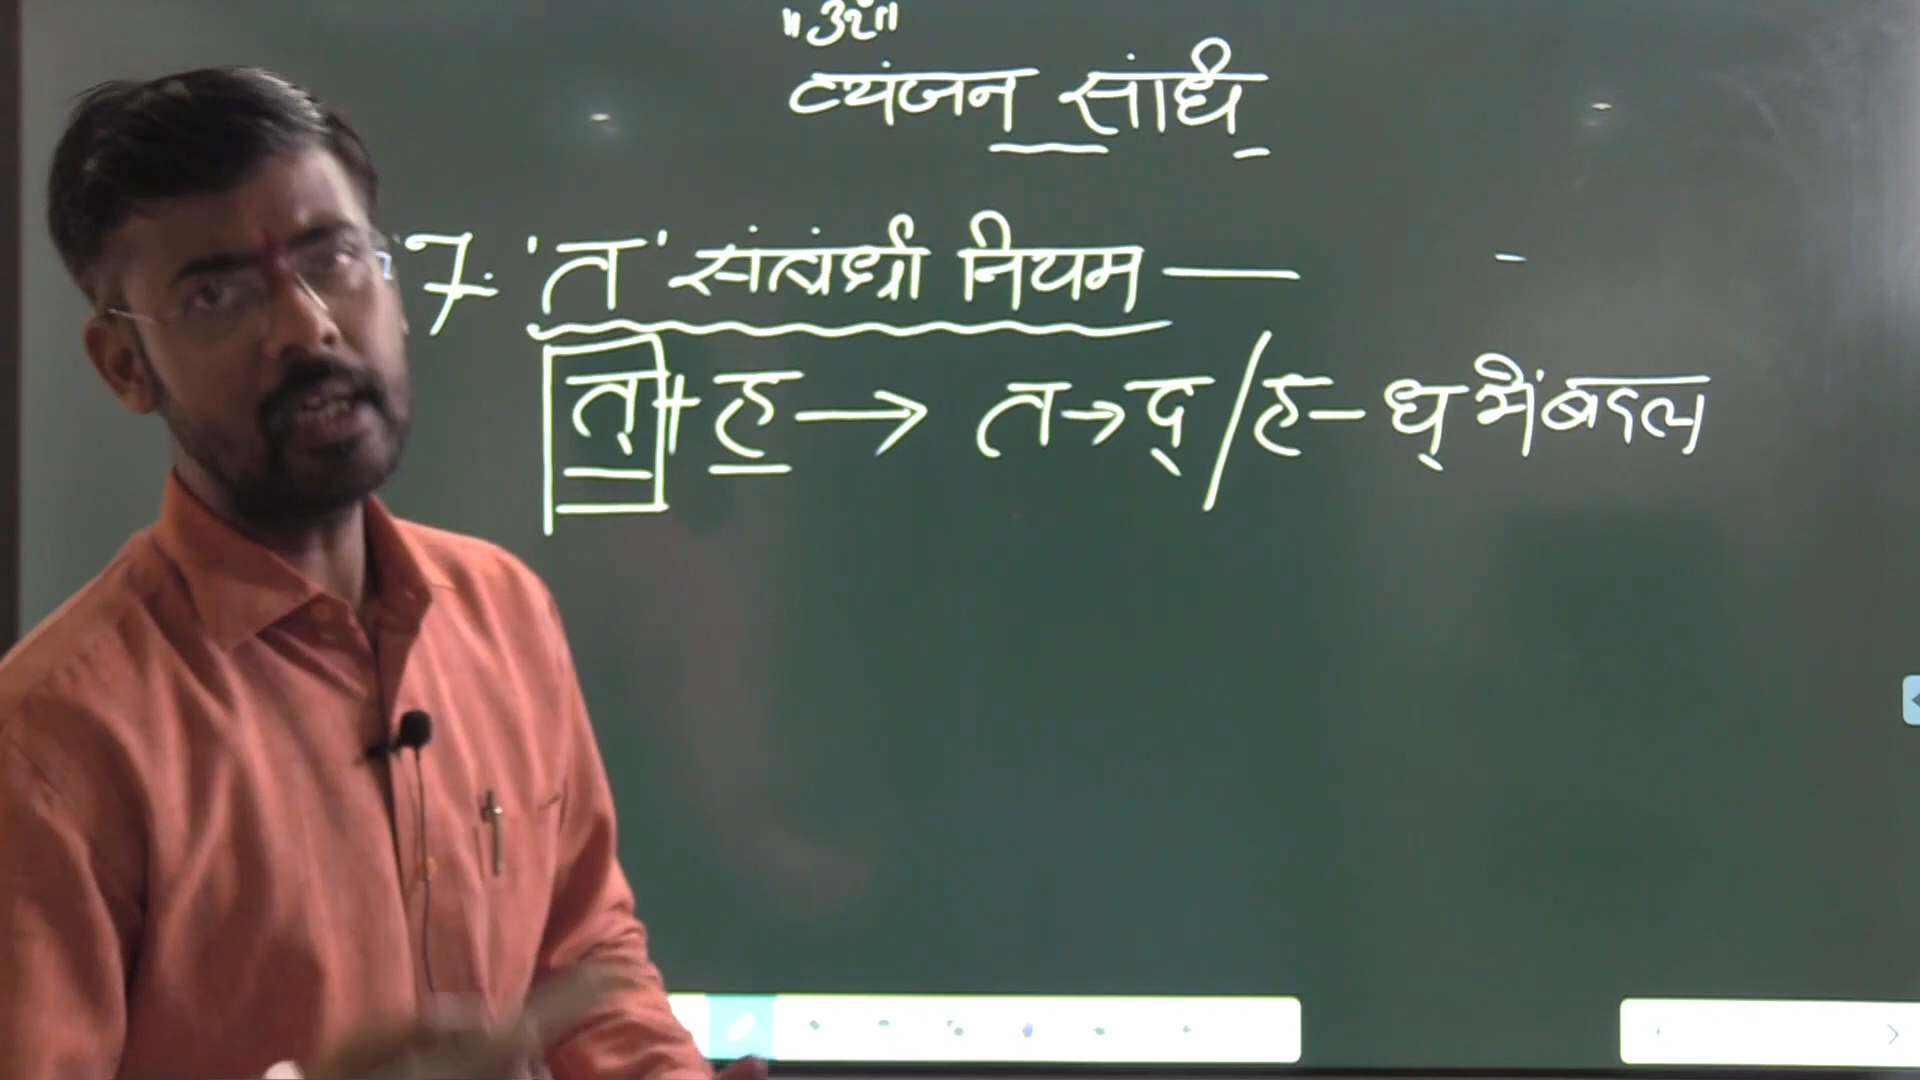 ॥ॐ॥
व्यंजन संधि
7. 'त' संबंधी नियम —
त् + ह → त → द् / ह – ध् में बदल